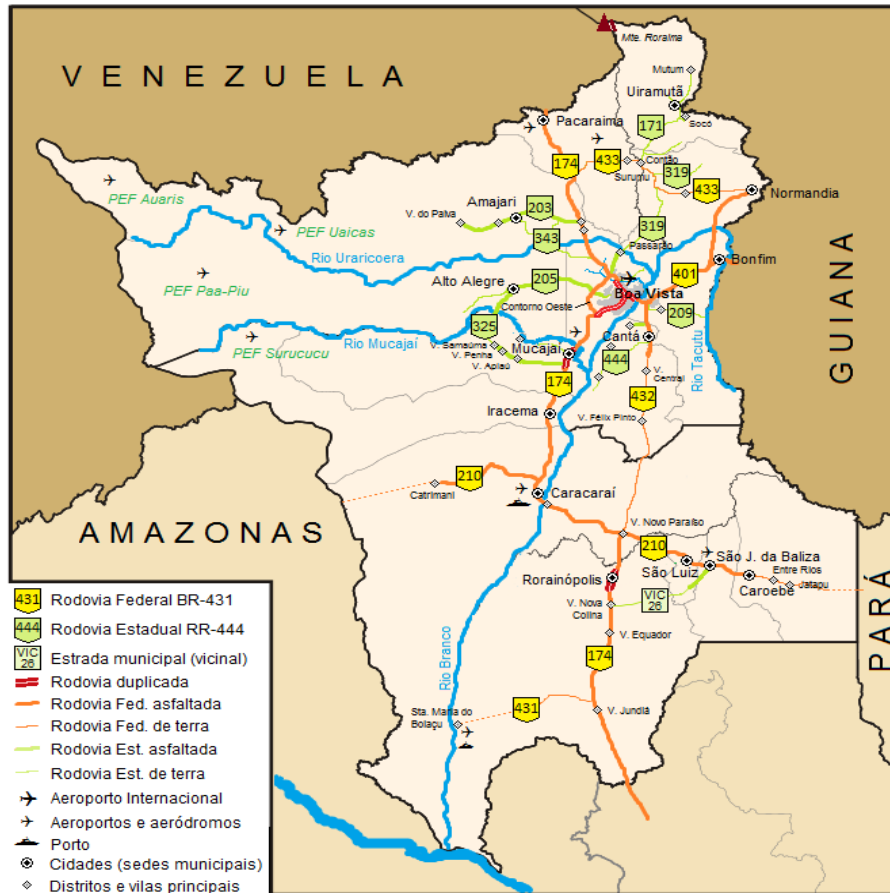 VENEZUELA
Mte. Roraima
Mutum
Uiramutã
Socó
171
Pacaraima
174
433
Contão
Surumu
319
433
Normandia
PEF Auaris
Amajari
203
V. do Paiva
343
319
Passarão
PEF Uaicas
Rio Uraricoera
Bonfim
GUIANA
401
PEF Paa-Piu
Alto Alegre
205
Boa Vista
Contorno Oeste
209
325
Rio Mucajaí
PEF Surucucu
V. Samaúma
V. Penha
V. Apiaú
Mucajaí
Cantá
444
Rio Tacutu
174
V. Central
432
Iracema
V. Félix Pinto
210
Catrimani
Caracaraí
AMAZONAS
V. Novo Paraíso
210
São J. da Baliza
São Luiz
Entre Rios
Jatapu
Caroebe
Rorainópolis
VIC 26
V. Nova Colina
V. Equador
PARÁ
Rio Branco
174
Sta. Maria do Boiaçu
431
V. Jundiá
431 Rodovia Federal BR-431
444 Rodovia Estadual RR-444
VIC 26 Estrada municipal (vicinal)
Rodovia duplicada
Rodovia Fed. asfaltada
Rodovia Fed. de terra
Rodovia Est. asfaltada
Rodovia Est. de terra
Aeroporto Internacional
Aeroportos e aeródromos
Porto
Cidades (sedes municipais)
Distritos e vilas principais